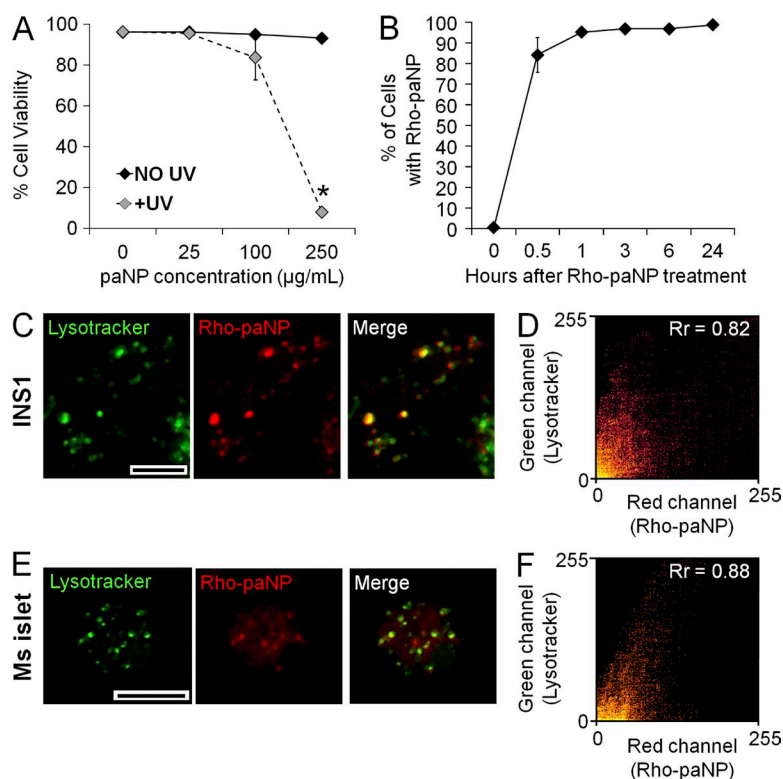 A
% Cell Viability
100
80
60
40
20
0
NO UV
+UV
*
0 25 100 250
paNP concentration (µg/mL)
B
% of Cells
with Rho-paNP
100
90
80
70
60
50
40
30
20
10
0
0 0.5 1 3 6 24
Hours after Rho-paNP treatment
C
INS1
Lysotracker Rho-paNP Merge
D
255
Rr = 0.82
Green channel
(Lysotracker)
0
0 255
Red channel
(Rho-paNP)
E
Ms islet
Lysotracker Rho-paNP Merge
F
255
Rr = 0.88
Green channel
(Lysotracker)
0
0 255
Red channel
(Rho-paNP)